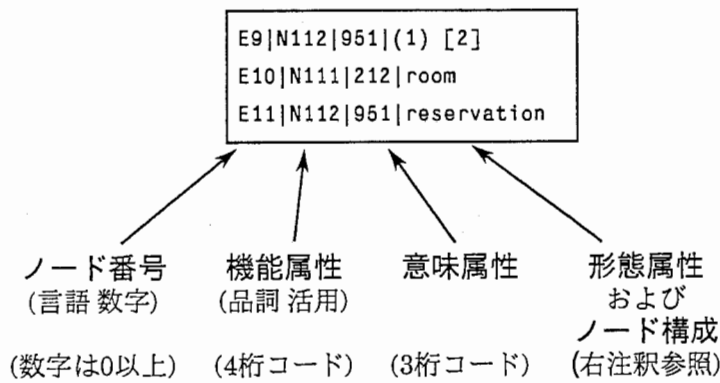 E9|N112|951|(1) [2]
E10|N111|212|room
E11|N112|951|reservation
ノード番号 機能属性 意味属性 形態属性
(言語 数字) (品詞 活用) および
ノード構成
(数字は0以上) (4桁コード) (3桁コード) (右注釈参照)